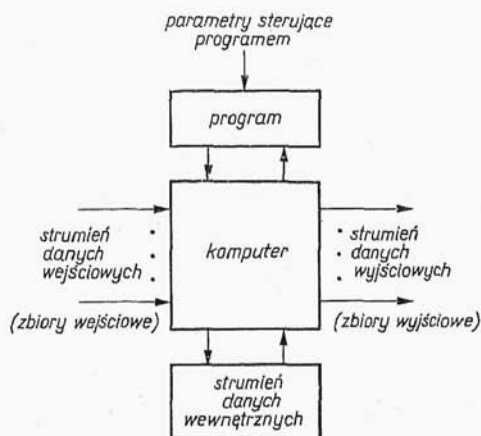 parametry sterujące
programem
program
komputer
strumień
danych
wejściowych
(zbiory wejściowe)
strumień
danych
wyjściowych
(zbiory wyjściowe)
strumień
danych
wewnętrznych